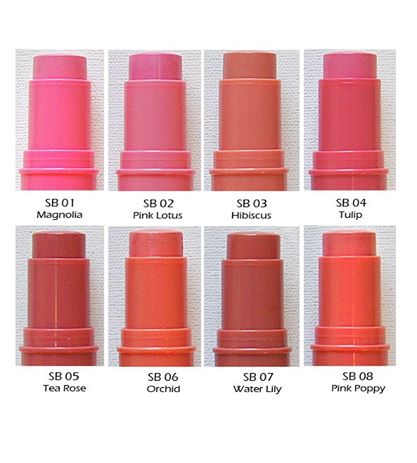 SB 01
Magnolia
SB 02
Pink Lotus
SB 03
Hibiscus
SB 04
Tulip
SB 05
Tea Rose
SB 06
Orchid
SB 07
Water Lily
SB 08
Pink Poppy